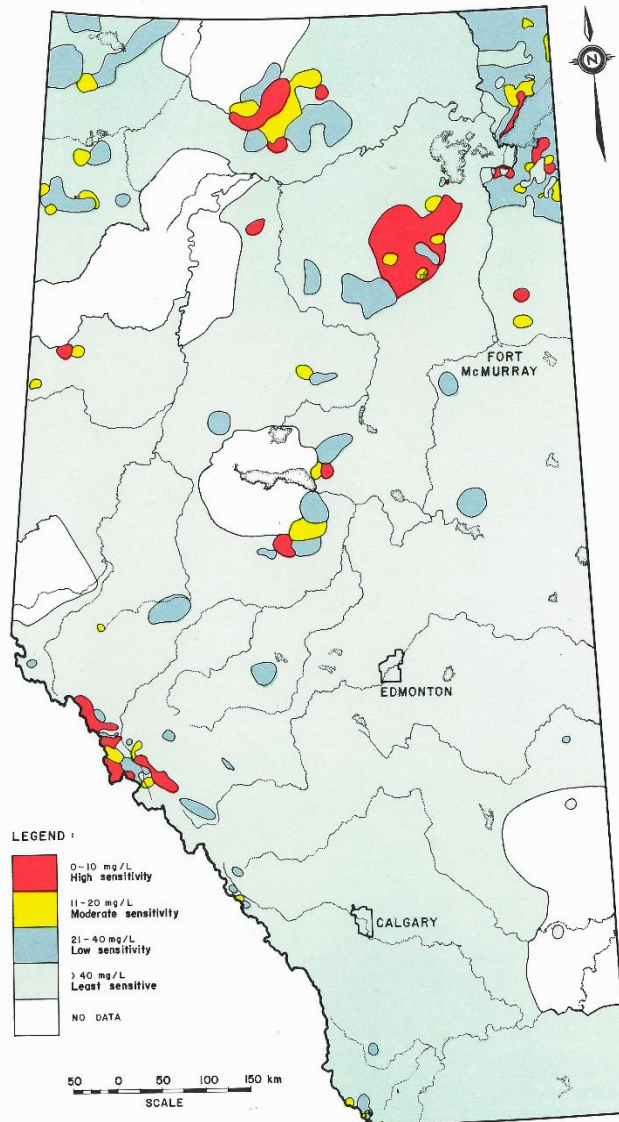 N
FORT
McMURRAY
EDMONTON
CALGARY
LEGEND :
0-10 mg/L
High sensitivity
11-20 mg/L
Moderate sensitivity
21-40 mg/L
Low sensitivity
>40 mg/L
Least sensitive
NO DATA
50 0 50 100 150 km
SCALE